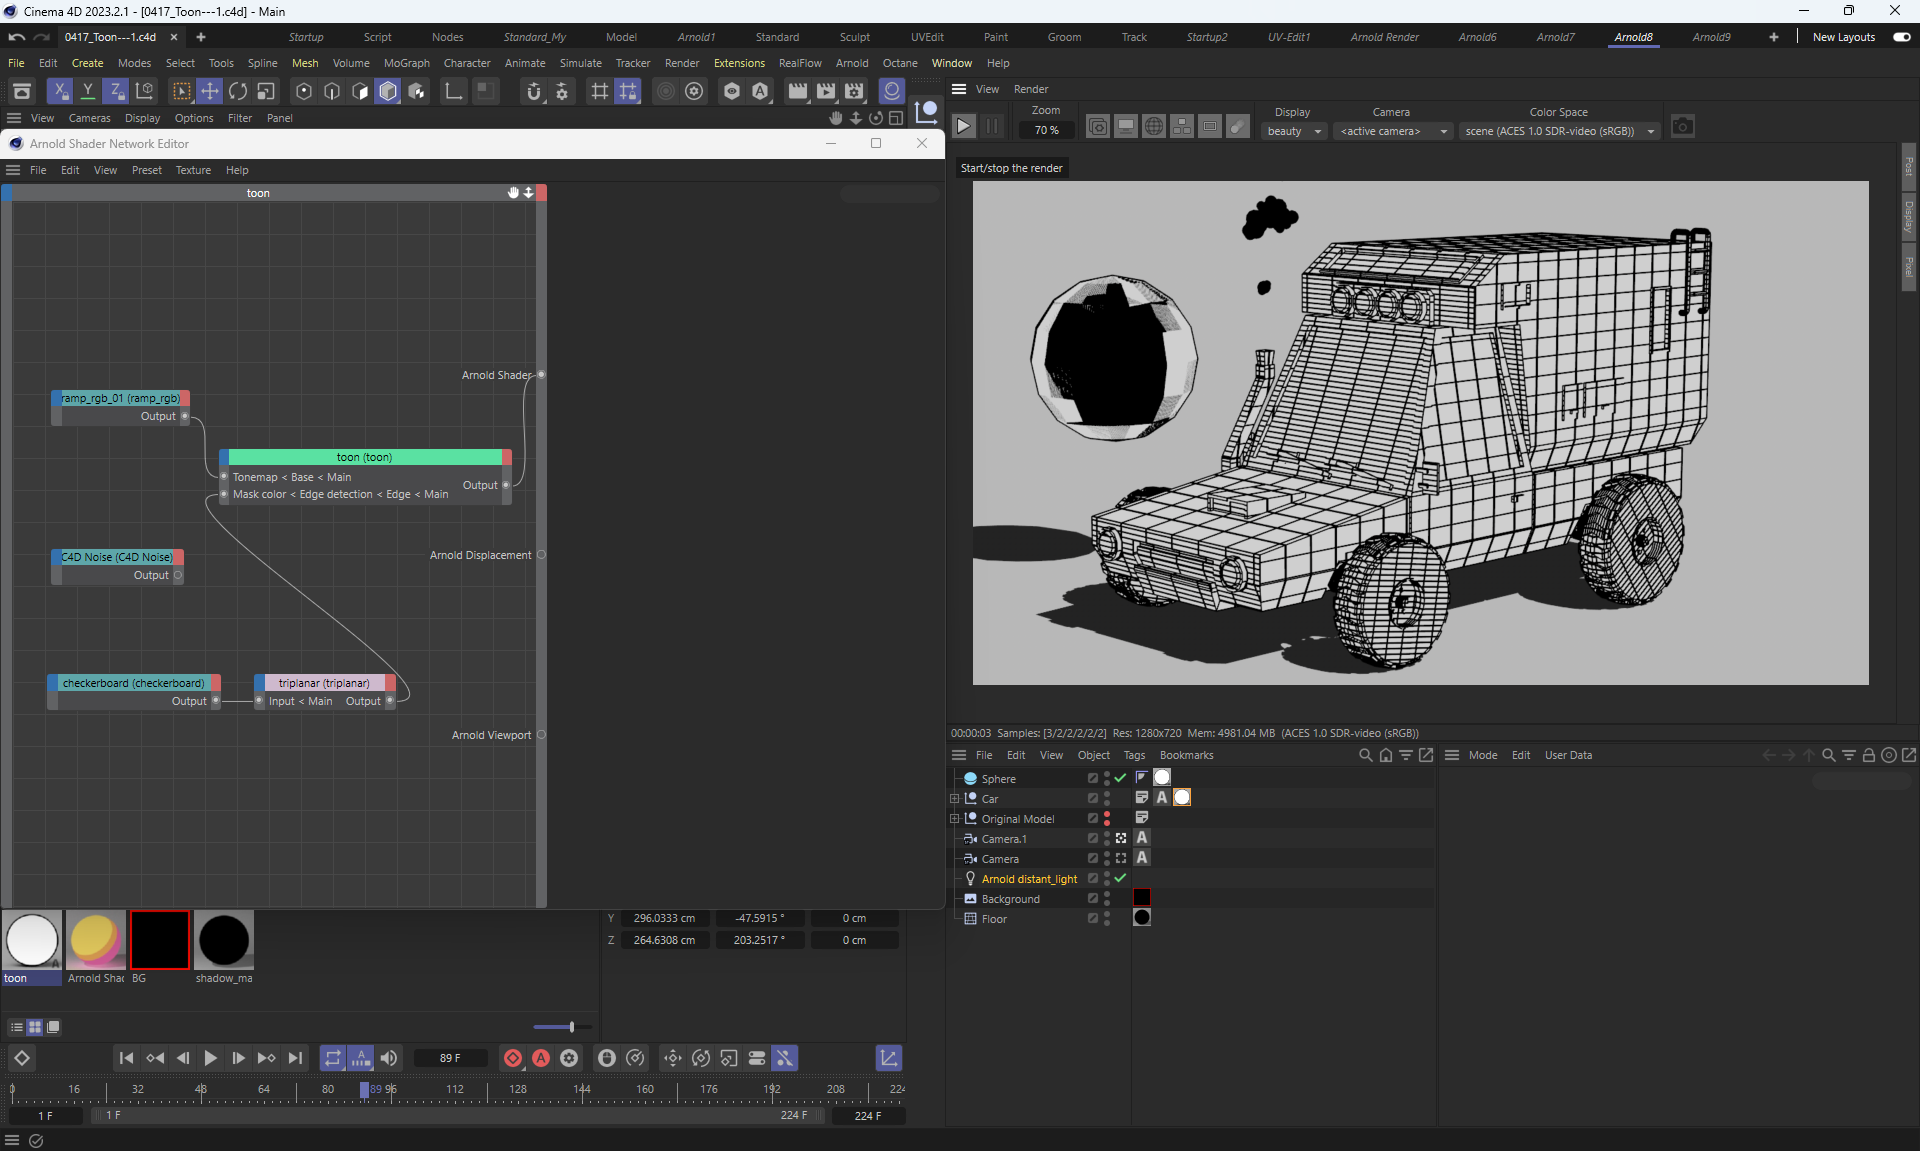 Cinema 4D 2023.2.1 - [0417_Toon---1.c4d] - Main
0417_Toon---1.c4d
Startup Script Nodes Standard_My Model Arnold1 Standard Sculpt UVEdit Paint Groom Track Startup2 UV-Edit1 Arnold Render Arnold6 Arnold7 Arnold8 Arnold9 New Layouts
File Edit Create Modes Select Tools Spline Mesh Volume MoGraph Character Animate Simulate Tracker Render Extensions RealFlow Arnold Octane Window Help
X Y Z
View Render
View Cameras Display Options Filter Panel
Zoom
70 %
Display
beauty
Camera
<active camera>
Color Space
scene (ACES 1.0 SDR-video (sRGB))
Start/stop the render
Post
Display
Pixel
Arnold Shader Network Editor
File Edit View Preset Texture Help
toon
Arnold Shader
ramp_rgb_01 (ramp_rgb)
Output
toon (toon)
Tonemap < Base < Main
Output
Mask color < Edge detection < Edge < Main
C4D Noise (C4D Noise)
Output
Arnold Displacement
checkerboard (checkerboard)
Output
triplanar (triplanar)
Input < Main Output
Arnold Viewport
00:00:03 Samples: [3/2/2/2/2/2] Res: 1280x720 Mem: 4981.04 MB (ACES 1.0 SDR-video (sRGB))
File Edit View Object Tags Bookmarks
Mode Edit User Data
Sphere
Car
A
Original Model
Camera.1
A
Camera
A
Arnold distant_light
Background
Floor
toon
Arnold Shad
BG
shadow_ma
Y 296.0333 cm -47.5915 ° 0 cm
Z 264.6308 cm 203.2517 ° 0 cm
89 F
16 32 48 64 80 89 96 112 128 144 160 176 192 208 224
1 F 1 F 224 F 224 F